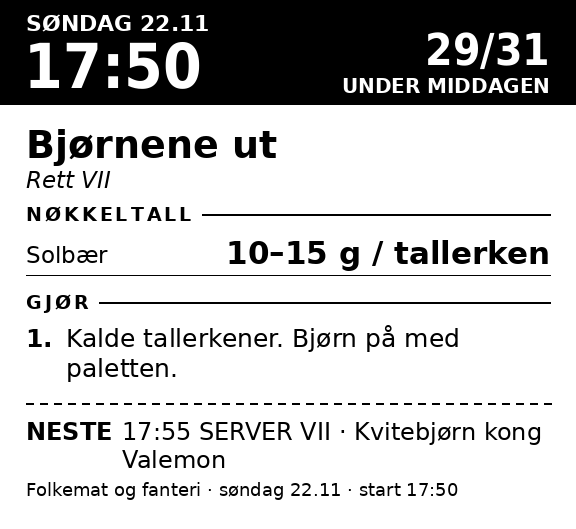 SØNDAG 22.11
17:50
29/31
UNDER MIDDAGEN
Bjørnene ut
Rett VII
NØKKELTALL
Solbær 10–15 g / tallerken
GJØR
1. Kalde tallerkener. Bjørn på med
paletten.
NESTE 17:55 SERVER VII · Kvitebjørn kong
Valemon
Folkemat og fanteri · søndag 22.11 · start 17:50